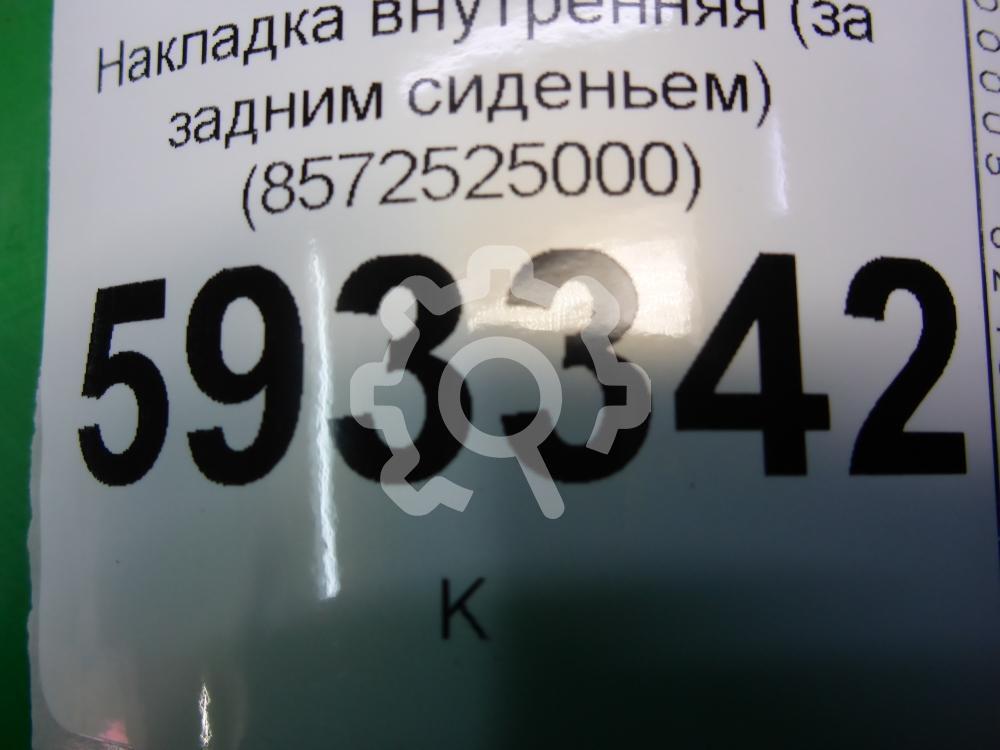 Накладка внутренняя (за
задним сиденьем)
(8572525000)
593342
К